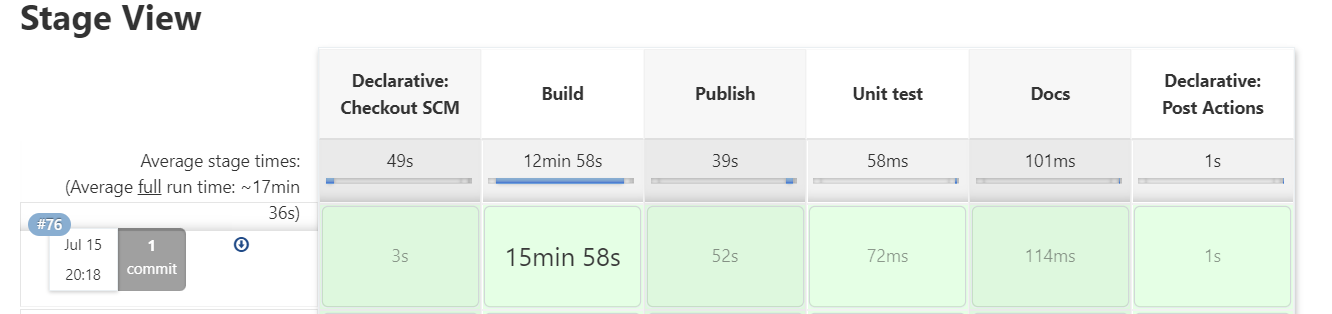 Stage View
Declarative:
Checkout SCM
Build
Publish
Unit test
Docs
Declarative:
Post Actions
Average stage times:
(Average full run time: ~17min
36s)
49s
12min 58s
39s
58ms
101ms
1s
#76
Jul 15
20:18
1
commit
3s
15min 58s
52s
72ms
114ms
1s